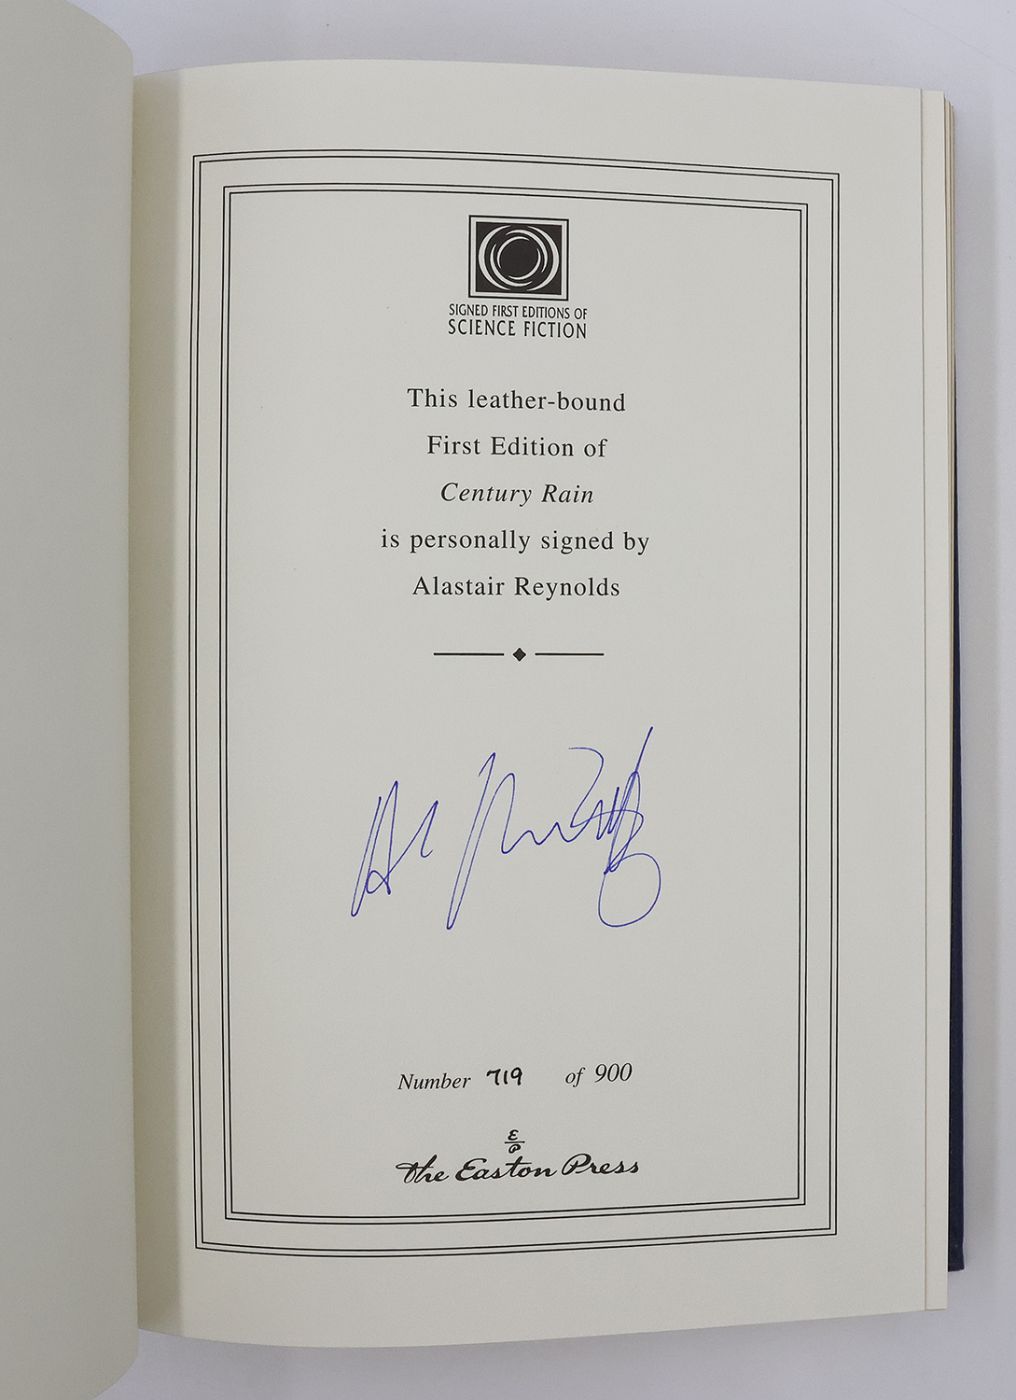 SIGNED FIRST EDITIONS OF
SCIENCE FICTION
This leather-bound
First Edition of
Century Rain
is personally signed by
Alastair Reynolds
Number 719 of 900
E
P
The Easton Press